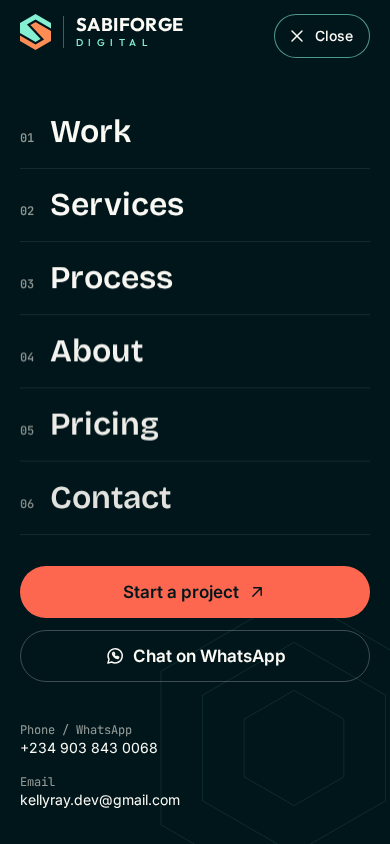 SABIFORGE
DIGITAL
Close
01 Work
02 Services
03 Process
04 About
05 Pricing
06 Contact
Start a project
Chat on WhatsApp
Phone / WhatsApp
+234 903 843 0068
Email
kellyray.dev@gmail.com